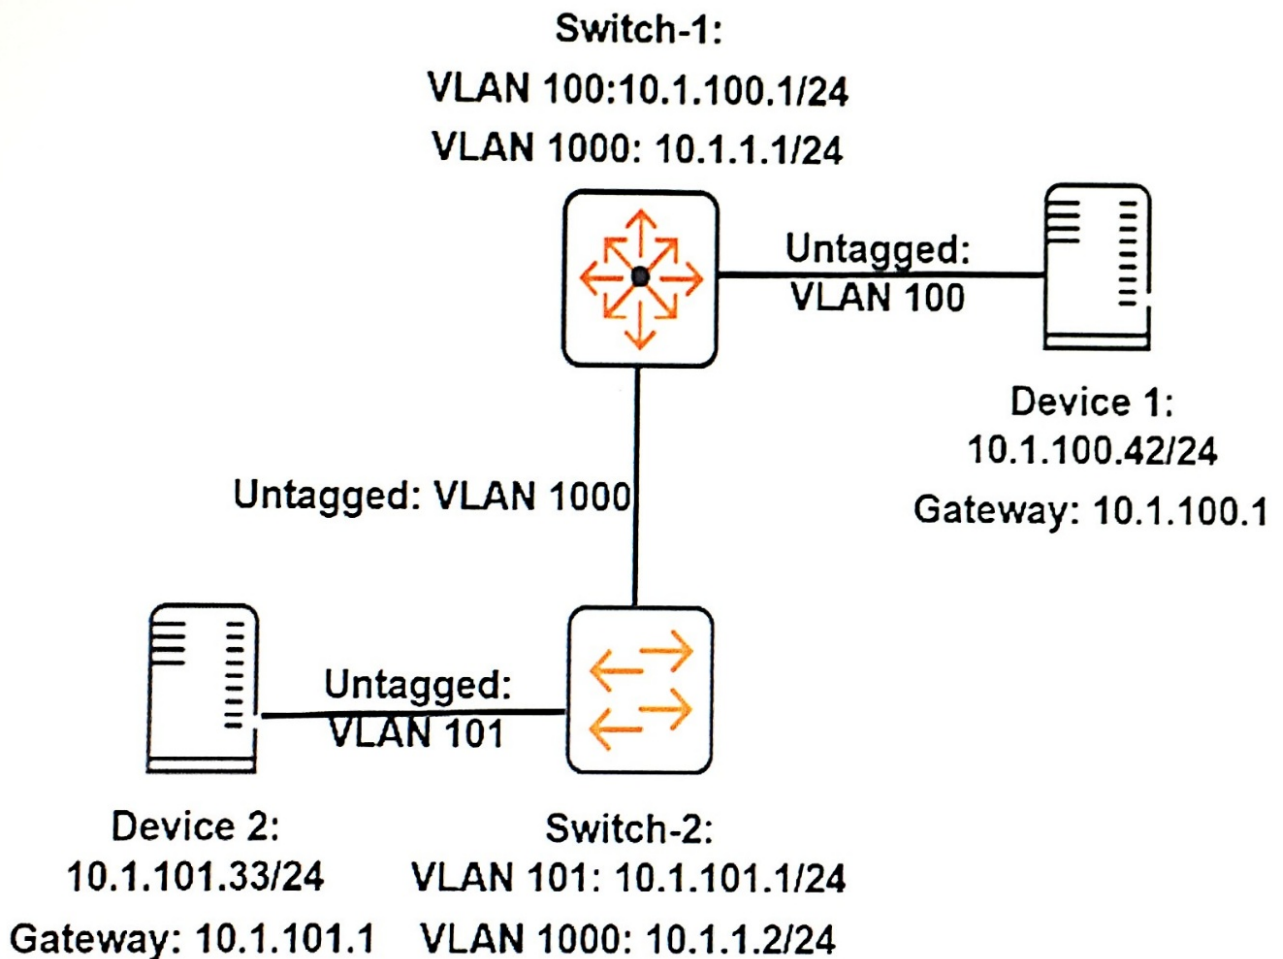 Switch-1:
VLAN 100:10.1.100.1/24
VLAN 1000: 10.1.1.1/24
Untagged:
VLAN 100
Device 1:
10.1.100.42/24
Gateway: 10.1.100.1
Untagged: VLAN 1000
Untagged:
VLAN 101
Device 2:
10.1.101.33/24
Gateway: 10.1.101.1
Switch-2:
VLAN 101: 10.1.101.1/24
VLAN 1000: 10.1.1.2/24